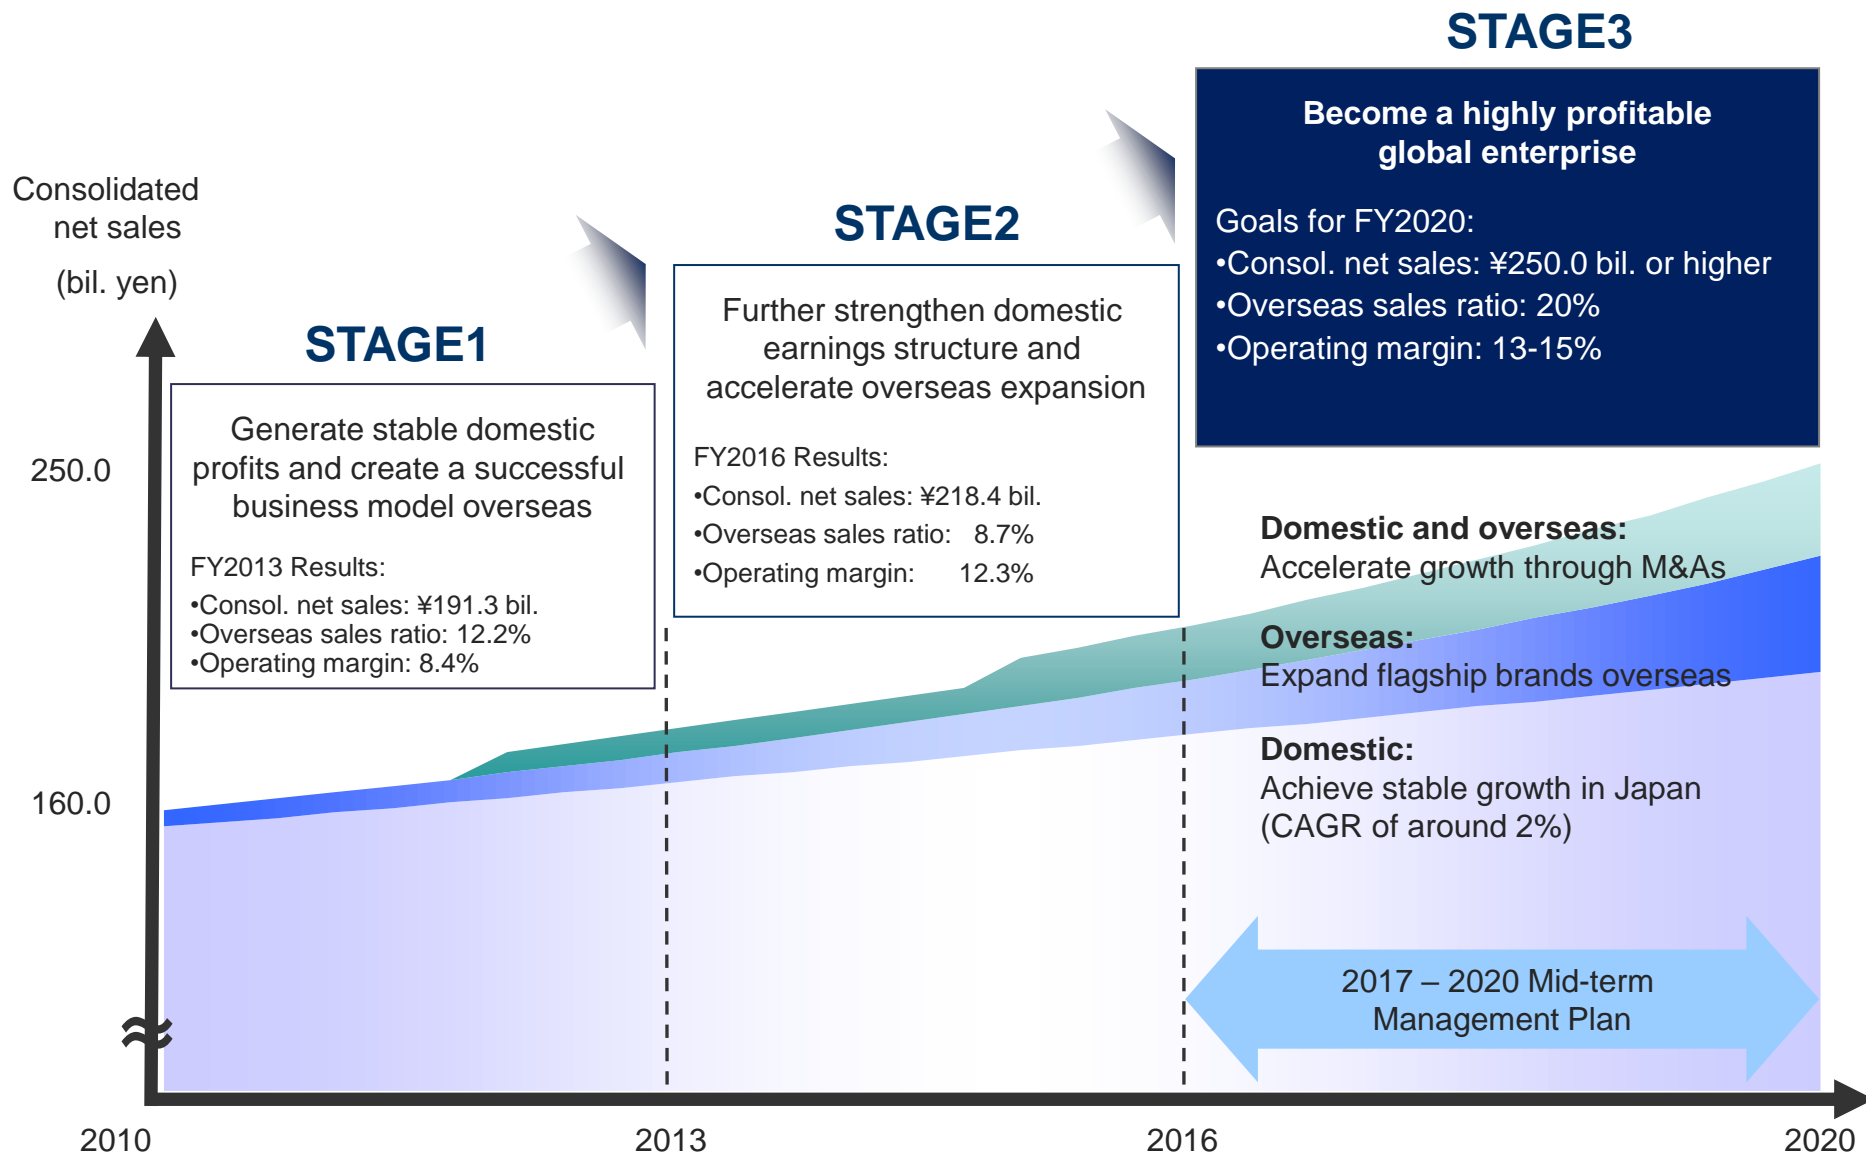 STAGE3
Become a highly profitable
global enterprise
Goals for FY2020:
•Consol. net sales: ¥250.0 bil. or higher
•Overseas sales ratio: 20%
•Operating margin: 13-15%
STAGE2
Further strengthen domestic
earnings structure and
accelerate overseas expansion
FY2016 Results:
•Consol. net sales: ¥218.4 bil.
•Overseas sales ratio: 8.7%
•Operating margin: 12.3%
STAGE1
Generate stable domestic
profits and create a successful
business model overseas
FY2013 Results:
•Consol. net sales: ¥191.3 bil.
•Overseas sales ratio: 12.2%
•Operating margin: 8.4%
Consolidated
net sales
(bil. yen)
250.0
160.0
Domestic and overseas:
Accelerate growth through M&As
Overseas:
Expand flagship brands overseas
Domestic:
Achieve stable growth in Japan
(CAGR of around 2%)
2017 – 2020 Mid-term
Management Plan
2010
2013
2016
2020